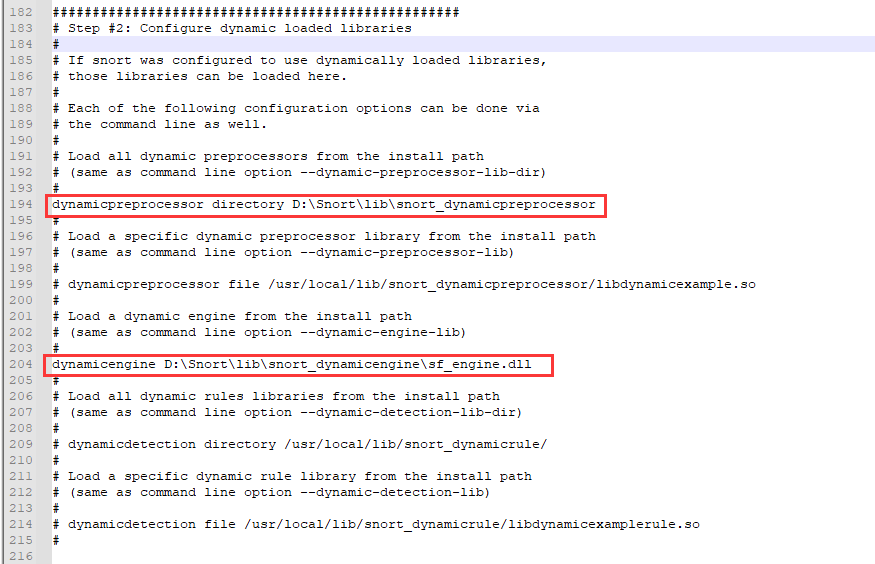 182 ###################################################
183 # Step #2: Configure dynamic loaded libraries
184 #
185 # If snort was configured to use dynamically loaded libraries,
186 # those libraries can be loaded here.
187 #
188 # Each of the following configuration options can be done via
189 # the command line as well.
190 #
191 # Load all dynamic preprocessors from the install path
192 # (same as command line option --dynamic-preprocessor-lib-dir)
193 #
194 dynamicpreprocessor directory D:\Snort\lib\snort_dynamicpreprocessor
195 #
196 # Load a specific dynamic preprocessor library from the install path
197 # (same as command line option --dynamic-preprocessor-lib)
198 #
199 # dynamicpreprocessor file /usr/local/lib/snort_dynamicpreprocessor/libdynamicexample.so
200 #
201 # Load a dynamic engine from the install path
202 # (same as command line option --dynamic-engine-lib)
203 #
204 dynamicengine D:\Snort\lib\snort_dynamicengine\sf_engine.dll
205 #
206 # Load all dynamic rules libraries from the install path
207 # (same as command line option --dynamic-detection-lib-dir)
208 #
209 # dynamicdetection directory /usr/local/lib/snort_dynamicrule/
210 #
211 # Load a specific dynamic rule library from the install path
212 # (same as command line option --dynamic-detection-lib)
213 #
214 # dynamicdetection file /usr/local/lib/snort_dynamicrule/libdynamicexamplerule.so
215 #
216